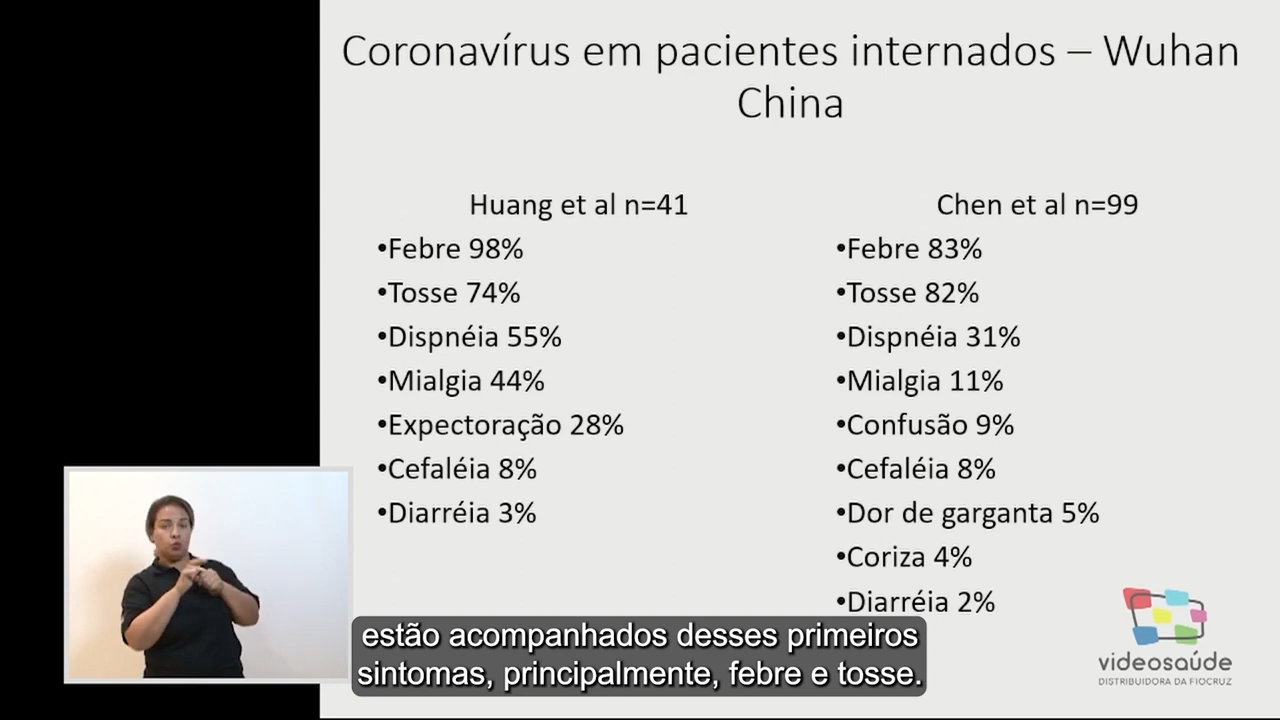 Coronavírus em pacientes internados – Wuhan
China
Huang et al n=41
•Febre 98%
•Tosse 74%
•Dispnéia 55%
•Mialgia 44%
•Expectoração 28%
•Cefaléia 8%
•Diarréia 3%
Chen et al n=99
•Febre 83%
•Tosse 82%
•Dispnéia 31%
•Mialgia 11%
•Confusão 9%
•Cefaléia 8%
•Dor de garganta 5%
•Coriza 4%
•Diarréia 2%
estão acompanhados desses primeiros
sintomas, principalmente, febre e tosse.
videosaúde
DISTRIBUIDORA DA FIOCRUZ